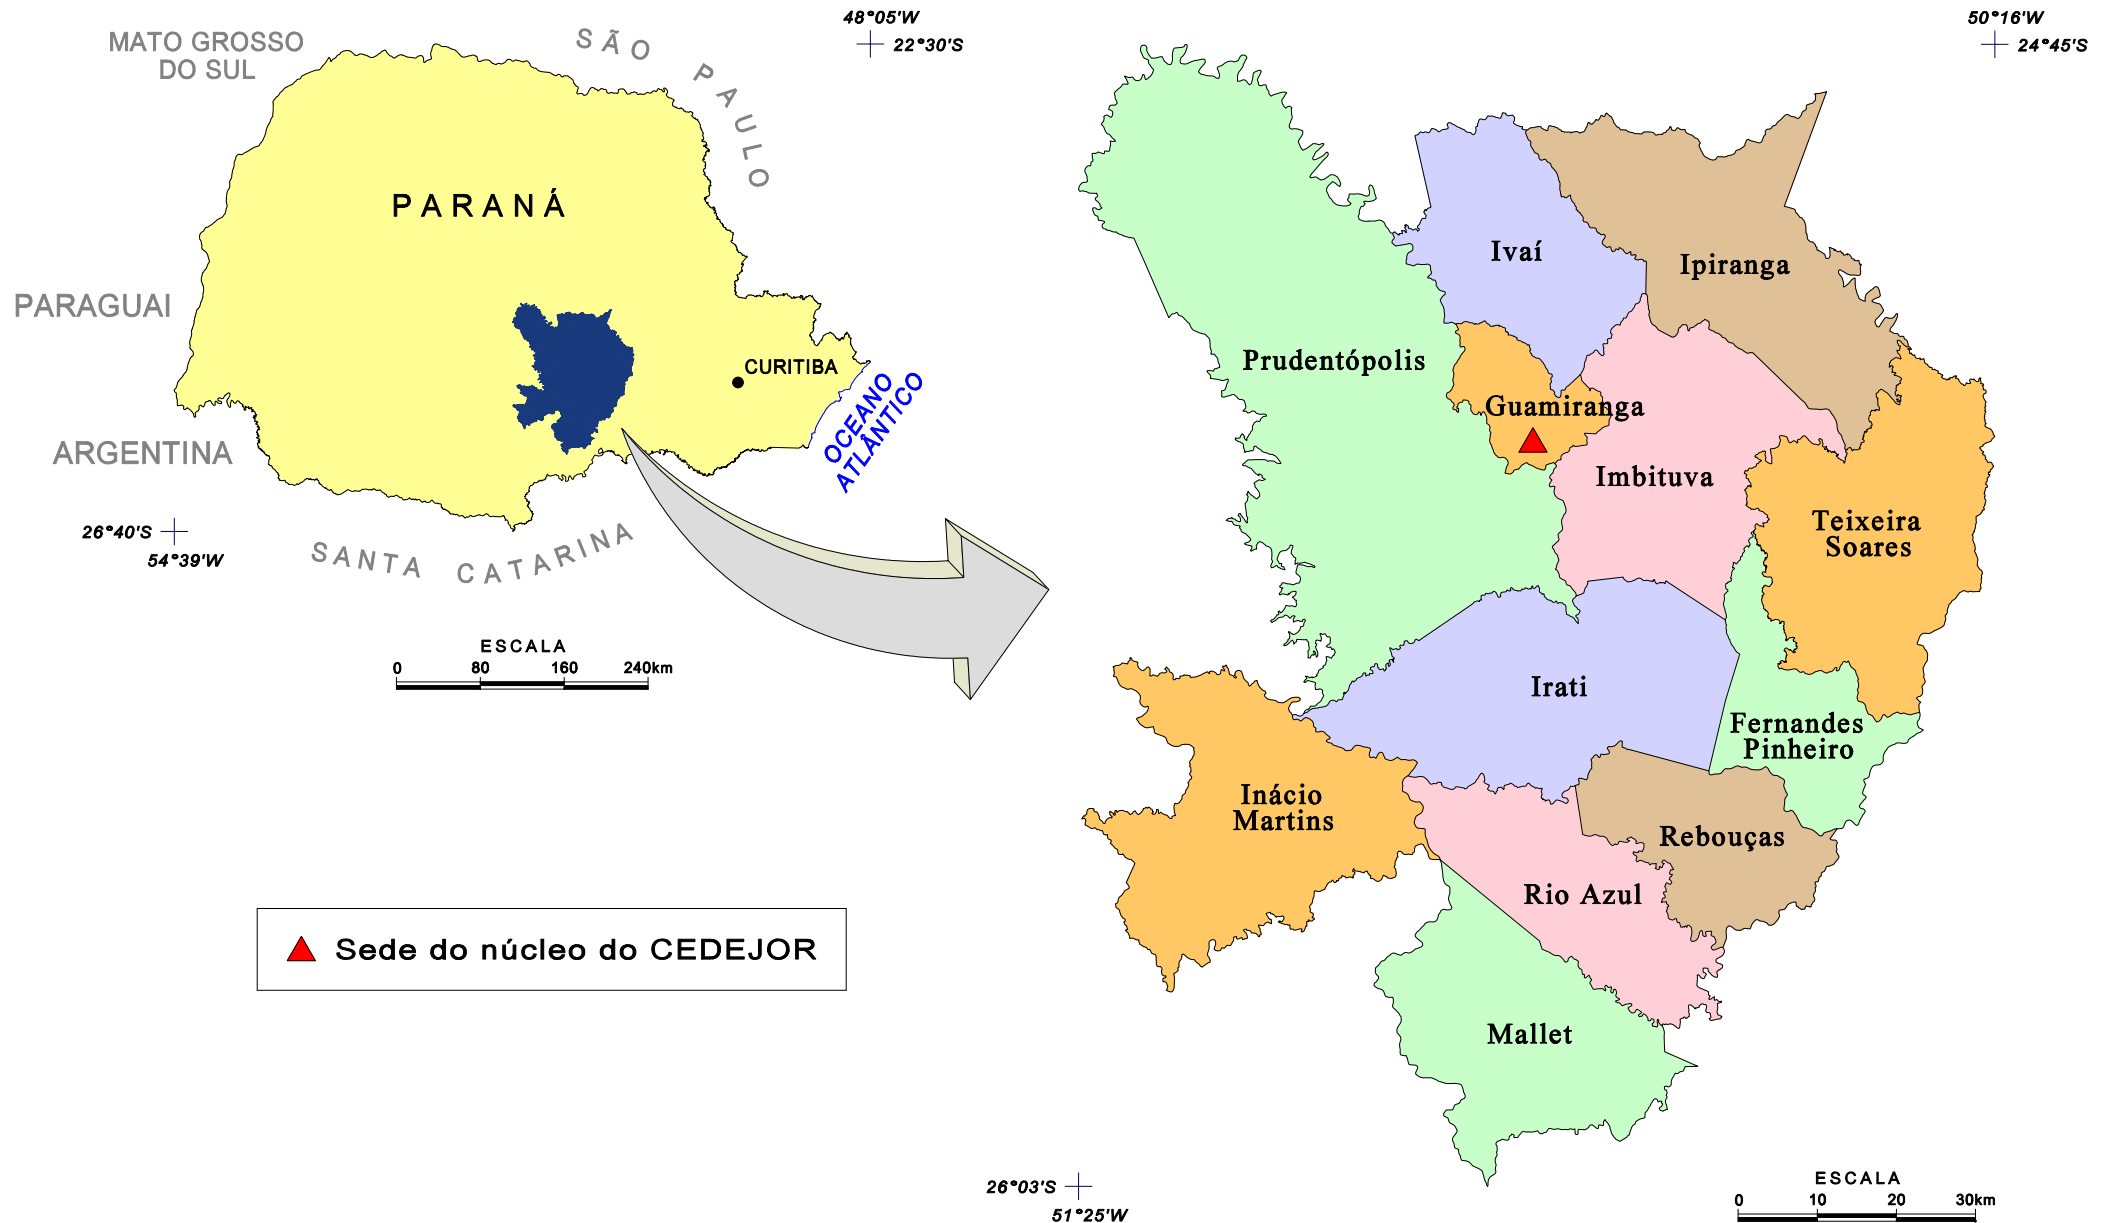 MATO GROSSO
DO SUL
SÃO PAULO
48°05'W
22°30'S
PARANÁ
PARAGUAI
CURITIBA
OCEANO
ATLÂNTICO
ARGENTINA
26°40'S
54°39'W
SANTA CATARINA
ESCALA
0 80 160 240km
Sede do núcleo do CEDEJOR
50°16'W
24°45'S
Ivaí
Ipiranga
Prudentópolis
Guamiranga
Imbituva
Teixeira
Soares
Irati
Fernandes
Pinheiro
Inácio
Martins
Rebouças
Rio Azul
Mallet
26°03'S
51°25'W
ESCALA
0 10 20 30km